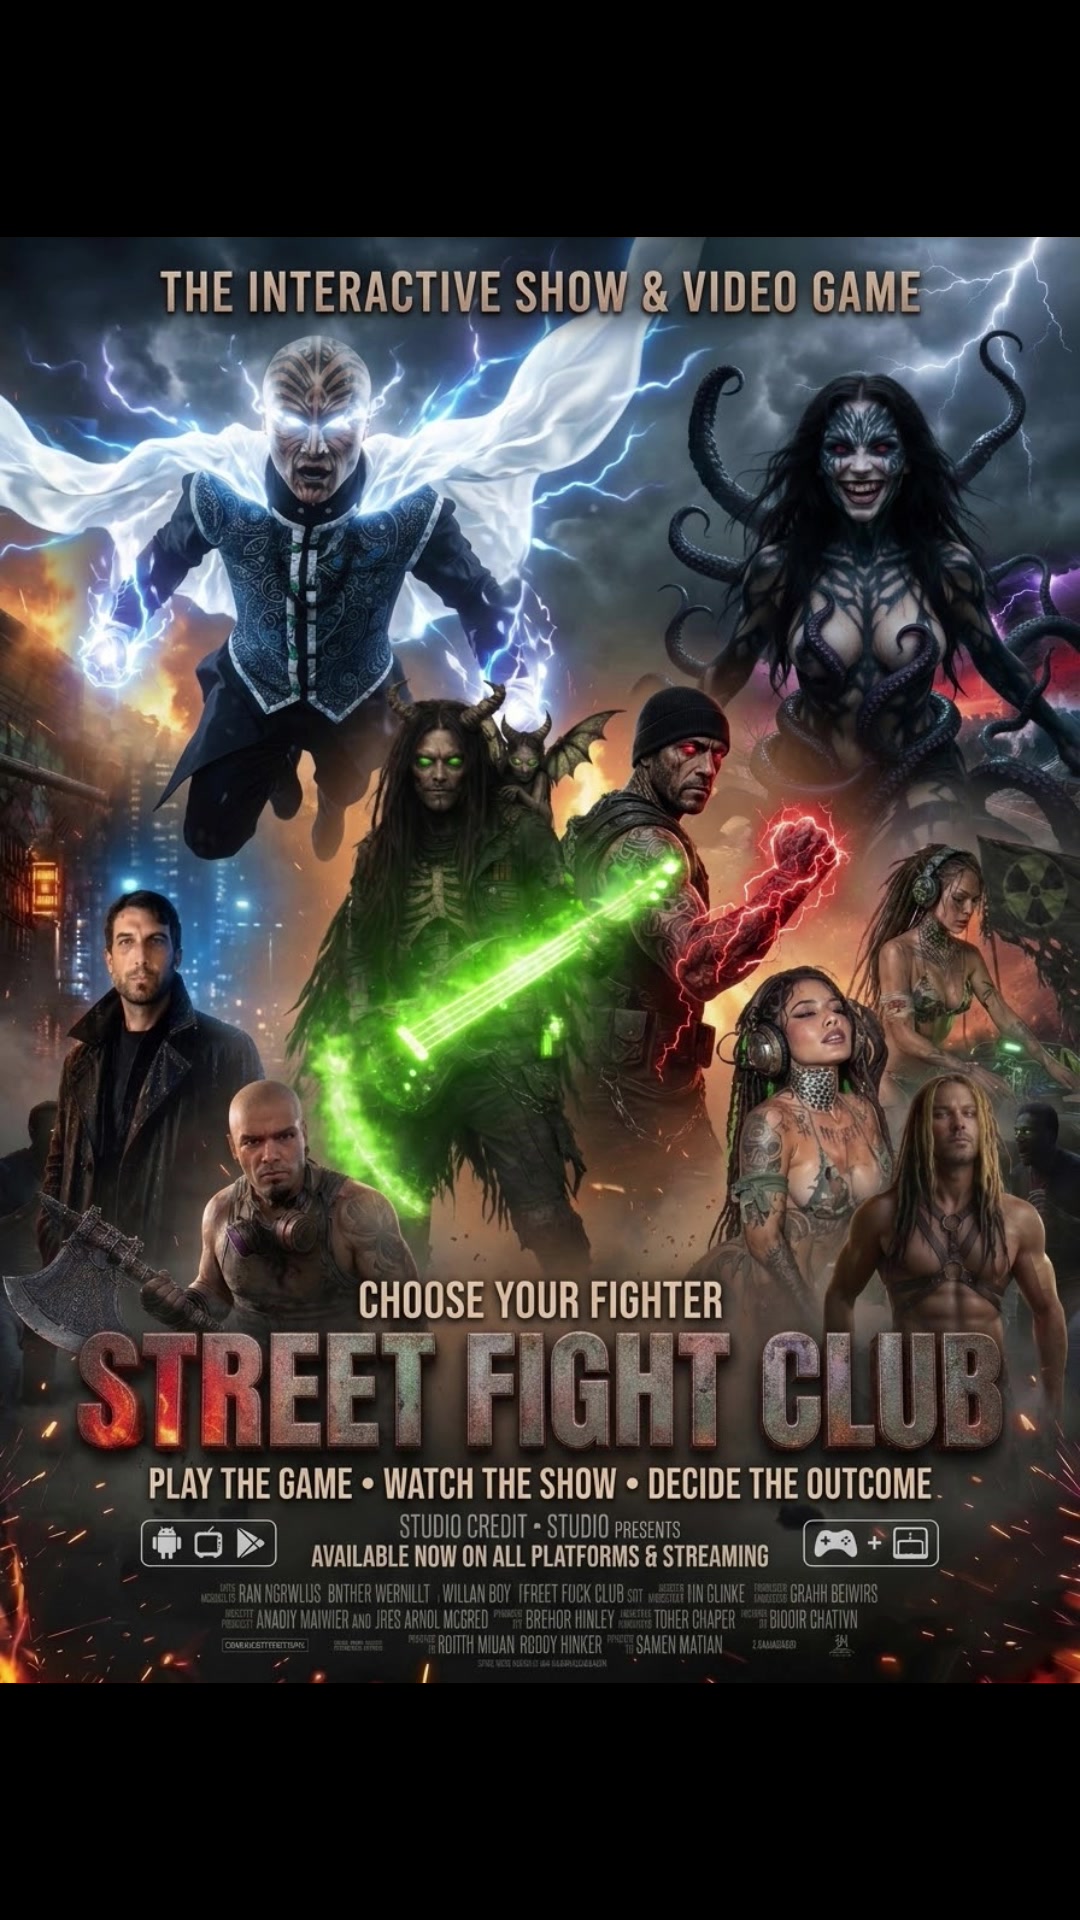 THE INTERACTIVE SHOW & VIDEO GAME
CHOOSE YOUR FIGHTER
STREET FIGHT CLUB
PLAY THE GAME • WATCH THE SHOW • DECIDE THE OUTCOME
STUDIO CREDIT • STUDIO PRESENTS
AVAILABLE NOW ON ALL PLATFORMS & STREAMING
RAN NGRWLUS BNTHER WERNILLT WILLAN BOY FFREET FUCK CLUB IIN GLINKE GRAHH BEIWIRS
ANADIY MAIWIER AND JRES ARNOL MCGRED BREHOR HINLEY TOHER CHAPER BIDOIR CHATIVN
ROITH MIUAN RODDY HINKER SAMEN MATIAN